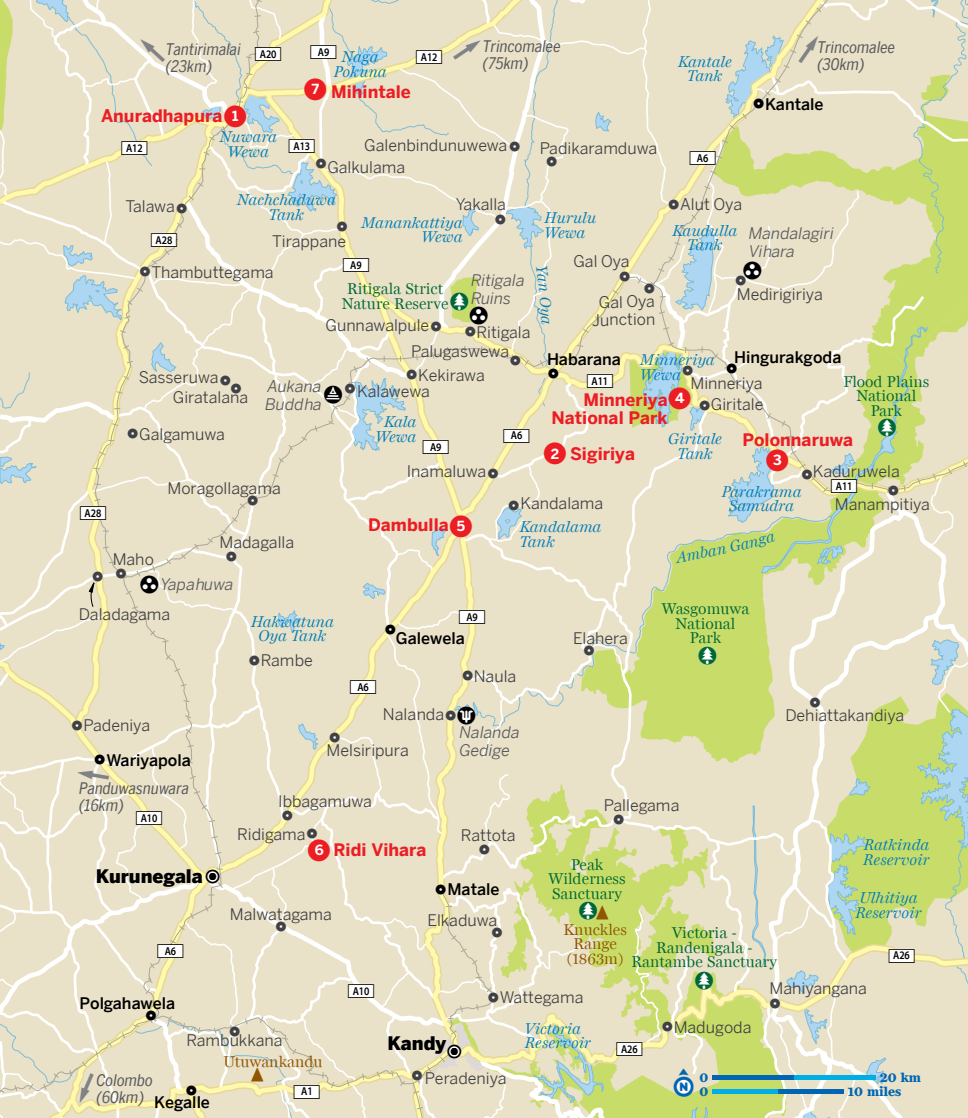 Tantirimalai
(23km)
A20
A9
Naga
Pokuna
A12
Trincomalee
(75km)
Kantale
Tank
Trincomalee
(30km)
7 Mihintale
Kantale
Anuradhapura 1
Nuwara
Wewa
A12
A13
Galenbindunuwewa
Padikaramduwa
A6
Galkulama
Nachchaduwa
Tank
Talawa
Yakalla
Manankattiya
Wewa
Hurulu
Wewa
Alut Oya
Kaudulla
Tank
Mandalagiri
Vihara
A28
Tirappane
A9
Thambuttegama
Gal Oya
Yan Oya
Ritigala Strict
Nature Reserve
Ritigala
Ruins
Gal Oya
Junction
Medirigiriya
Gunnawalpule
Ritigala
Palugaswewa
Habarana
Minneriya
Wewa
Hingurakgoda
Sasseruwa
Giratalana
Aukana
Buddha
Kalawewa
Kekirawa
A11
Minneriya
Flood Plains
National
Park
Minneriya
National Park
4
Giritale
Kala
Wewa
Galgamuwa
A9
A6
Giritale
Tank
Polonnaruwa
3
2 Sigiriya
Inamaluwa
Kaduruwela
A11
Moragollagama
Parakrama
Samudra
Manampitiya
A28
Kandalama
Dambulla 5
Kandalama
Tank
Madagalla
Amban Ganga
Maho
Yapahuwa
Daladagama
Hakwatuna
Oya Tank
A9
Galewela
Wasgomuwa
National
Park
Elahera
Rambe
Naula
A6
Nalanda
Nalanda
Gedige
Dehiattakandiya
Padeniya
Melsiripura
Wariyapola
Panduwasnuwara
(16km)
A10
Ibbagamuwa
Pallegama
Ridigama
6 Ridi Vihara
Rattota
Ratkinda
Reservoir
Kurunegala
Peak
Wilderness
Sanctuary
Matale
Ulhitiya
Reservoir
Malwatagama
Elkaduwa
Knuckles
Range
(1863m)
Victoria -
Randenigala -
Rantambe Sanctuary
A6
A26
A10
Wattegama
Mahiyangana
Polgahawela
Rambukkana
Kandy
Victoria
Reservoir
Madugoda
A26
Utuwankandu
Colombo
(60km)
Kegalle
A1
Peradeniya
N
0 20 km
0 10 miles